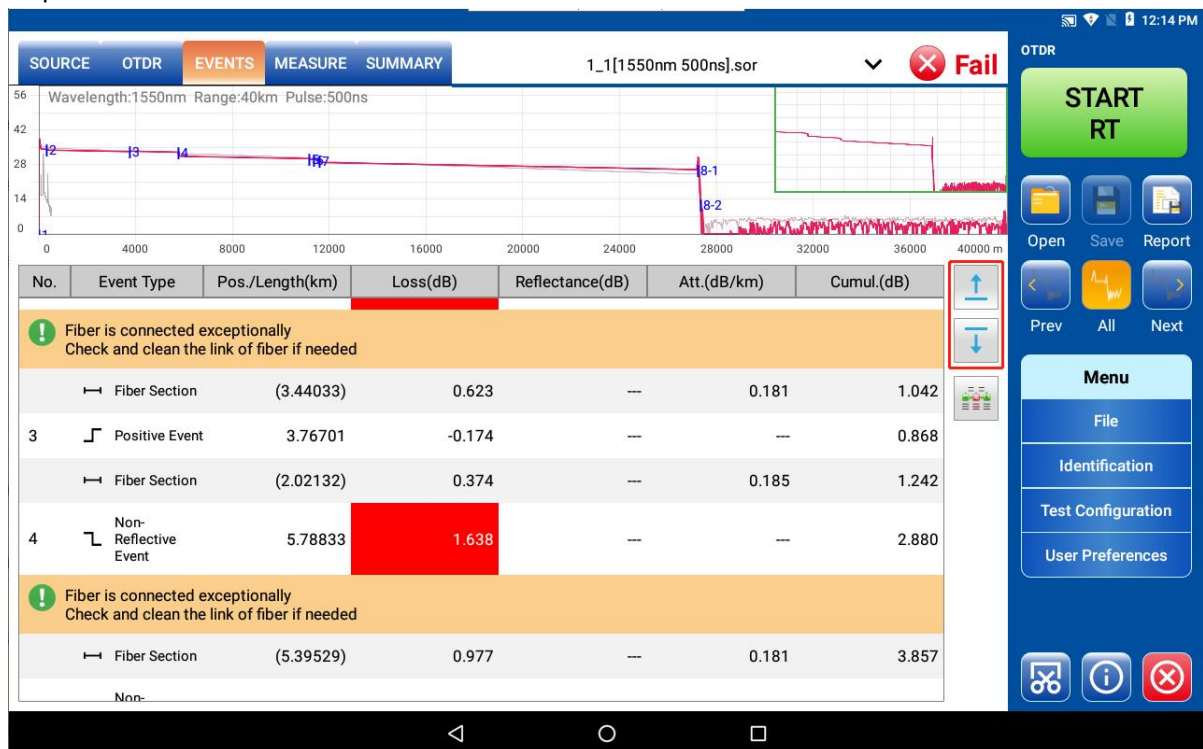 12:14 PM
SOURCE OTDR EVENTS MEASURE SUMMARY 1_1[1550nm 500ns].sor Fail
56 Wavelength:1550nm Range:40km Pulse:500ns
42
28
14
0
2 3 4 7 8-1
8-2
1
0 4000 8000 12000 16000 20000 24000 28000 32000 36000 40000 m
No. Event Type Pos./Length(km) Loss(dB) Reflectance(dB) Att.(dB/km) Cumul.(dB)
Fiber is connected exceptionally
Check and clean the link of fiber if needed
Fiber Section (3.44033) 0.623 --- 0.181 1.042
3 Positive Event 3.76701 -0.174 --- --- 0.868
Fiber Section (2.02132) 0.374 --- 0.185 1.242
4 Non-
Reflective 5.78833 1.638 --- --- 2.880
Event
Fiber is connected exceptionally
Check and clean the link of fiber if needed
Fiber Section (5.39529) 0.977 --- 0.181 3.857
Non-
OTDR
START
RT
Open Save Report
Prev All Next
Menu
File
Identification
Test Configuration
User Preferences